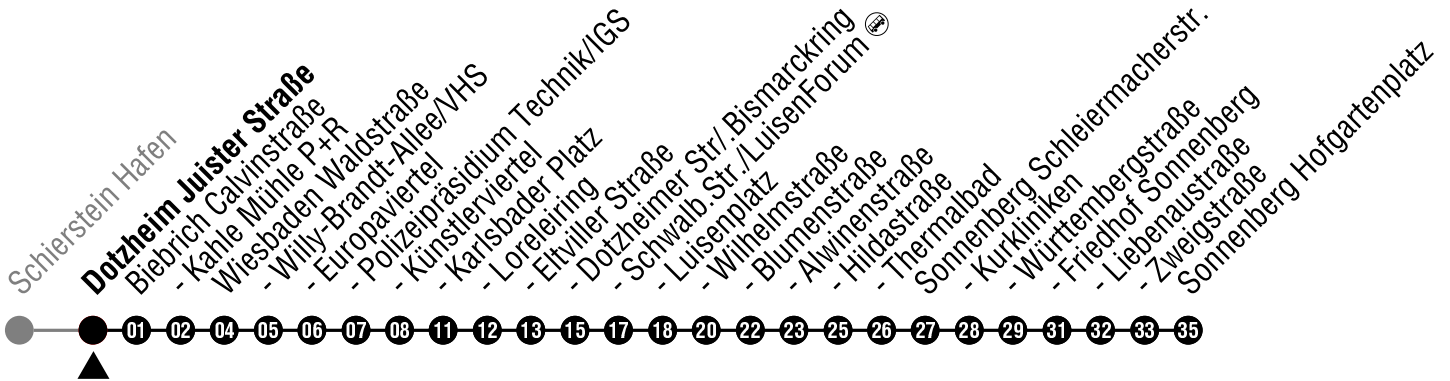 Schierstein Hafen
Dotzheim Juister Straße
Biebrich Calvinstraße
- Kahle Mühle P+R
Wiesbaden Waldstraße
- Willy-Brandt-Allee/VHS
- Europaviertel
- Polizeipräsidium Technik/IGS
- Künstlerviertel
- Karlsbader Platz
- Loreleiring
- Eltviller Straße
- Dotzheimer Str/.Bismarckring
- Schwalb.Str./LuisenForum
- Luisenplatz
- Wilhelmstraße
- Blumenstraße
- Alwinenstraße
- Hildastraße
- Thermalbad
Sonnenberg Schleiermacherstr.
- Kurkliniken
- Württembergstraße
- Friedhof Sonnenberg
- Liebenaustraße
- Zweigstraße
Sonnenberg Hofgartenplatz
01 02 04 05 06 07 08 11 12 13 15 17 18 20 22 23 25 26 27 28 29 31 32 33 35